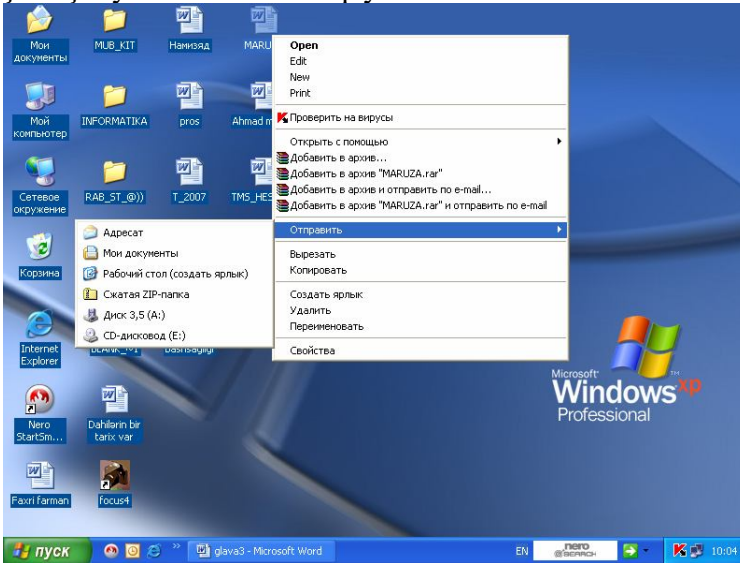 Мои документы
MUB_KIT
Намизяд
MARU
Мой компьютер
INFORMATIKA
pros
Ahmad m
Сетевое окружение
RAB_ST_@))
T_2007
TMS_HES
Корзина
Internet Explorer
Nero StartSm...
Dahilərin bir tarix var
Faxri farman
focus4
Open
Edit
New
Print
Проверить на вирусы
Открыть с помощью
Добавить в архив...
Добавить в архив "MARUZA.rar"
Добавить в архив и отправить по e-mail...
Добавить в архив "MARUZA.rar" и отправить по e-mail
Отправить
Вырезать
Копировать
Создать ярлык
Удалить
Переименовать
Свойства
Адресат
Мои документы
Рабочий стол (создать ярлык)
Сжатая ZIP-папка
Диск 3,5 (A:)
CD-дисковод (E:)
Microsoft®
Windows xp
Professional
пуск
glava3 - Microsoft Word
EN
nero
SEARCH
10:04